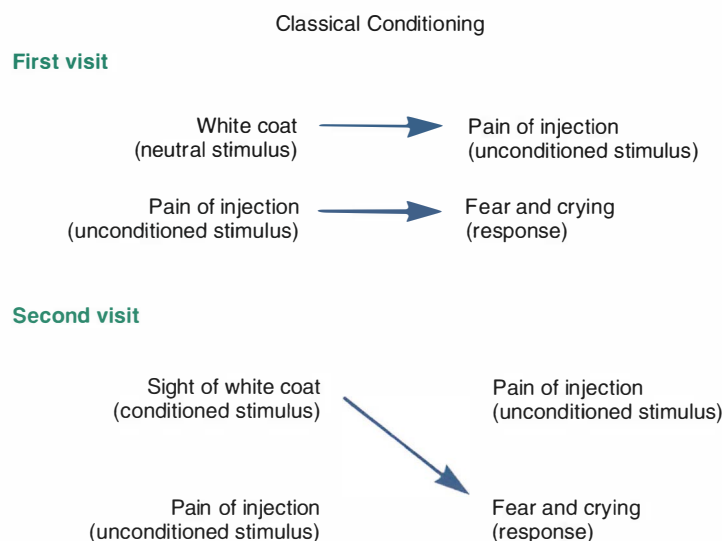 Classical Conditioning
First visit
White coat
(neutral stimulus)
Pain of injection
(unconditioned stimulus)
Pain of injection
(unconditioned stimulus)
Fear and crying
(response)
Second visit
Sight of white coat
(conditioned stimulus)
Pain of injection
(unconditioned stimulus)
Pain of injection
(unconditioned stimulus)
Fear and crying
(response)